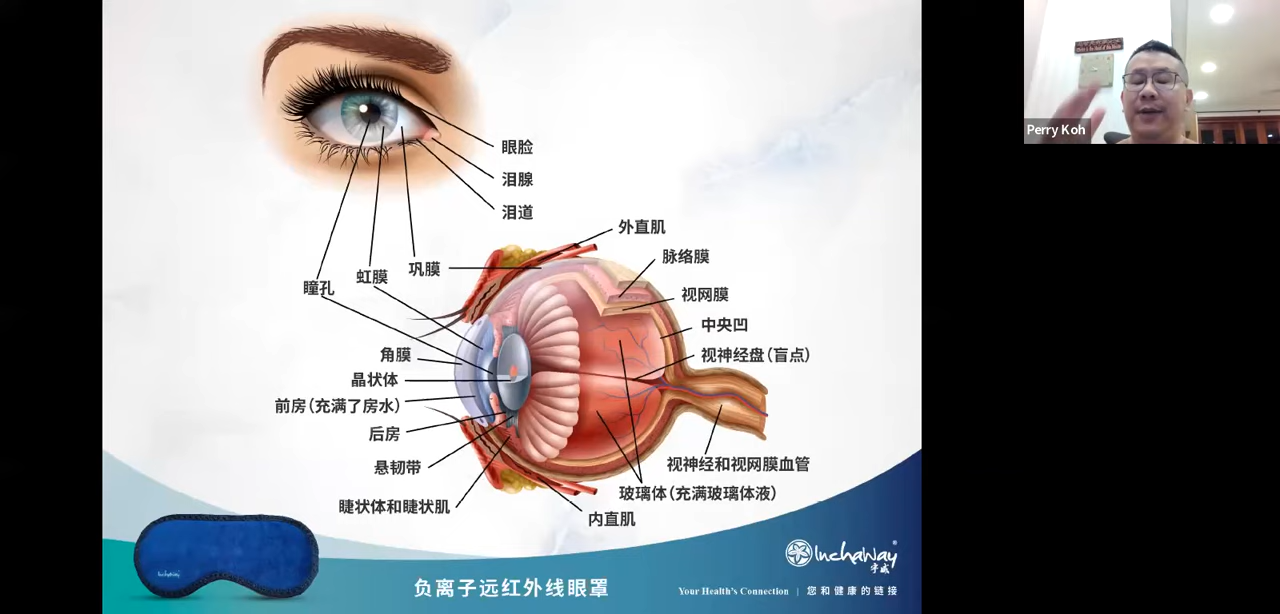 眼脸
泪腺
泪道
瞳孔
虹膜
巩膜
外直肌
脉络膜
视网膜
中央凹
视神经盘(盲点)
角膜
晶状体
前房(充满了房水)
后房
悬韧带
睫状体和睫状肌
视神经和视网膜血管
玻璃体(充满玻璃体液)
内直肌
Inchaway
负离子远红外线眼罩
Inchaway®
宇威
Your Health's Connection | 您和健康的链接
Perry Koh